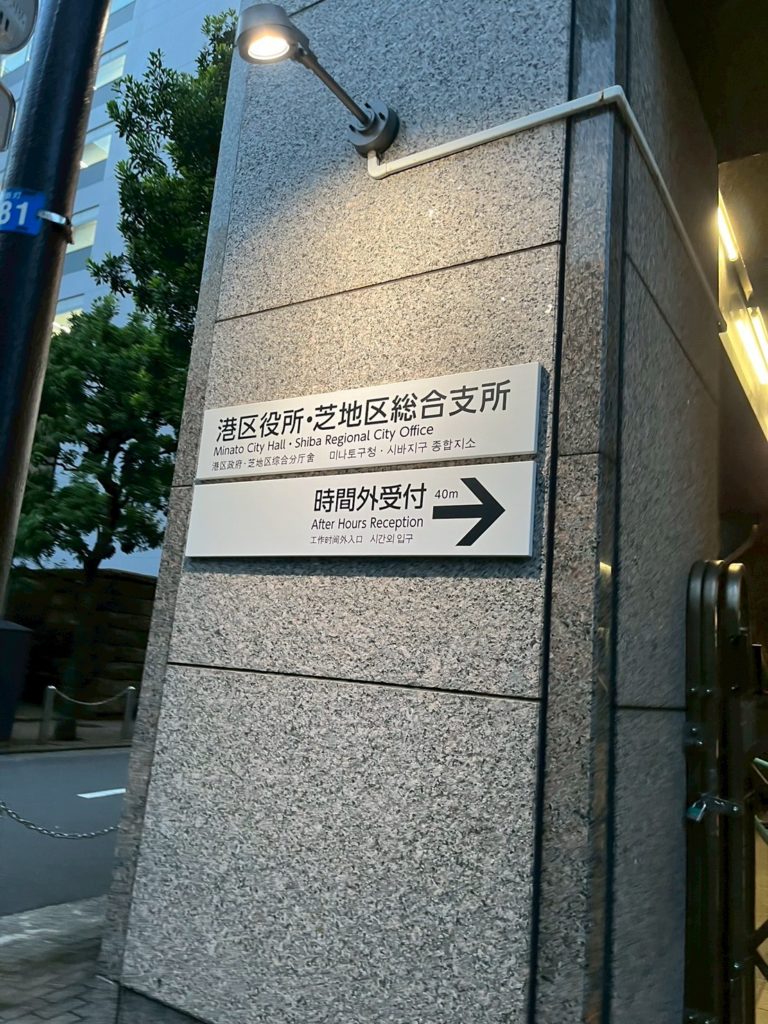 港区役所・芝地区総合支所
Minato City Hall・Shiba Regional City Office
港区政府・芝地区综合分厅舍 미나토구청・시바지구 종합지소
時間外受付 40m
After Hours Reception
工作时间外入口 시간외 입구
81